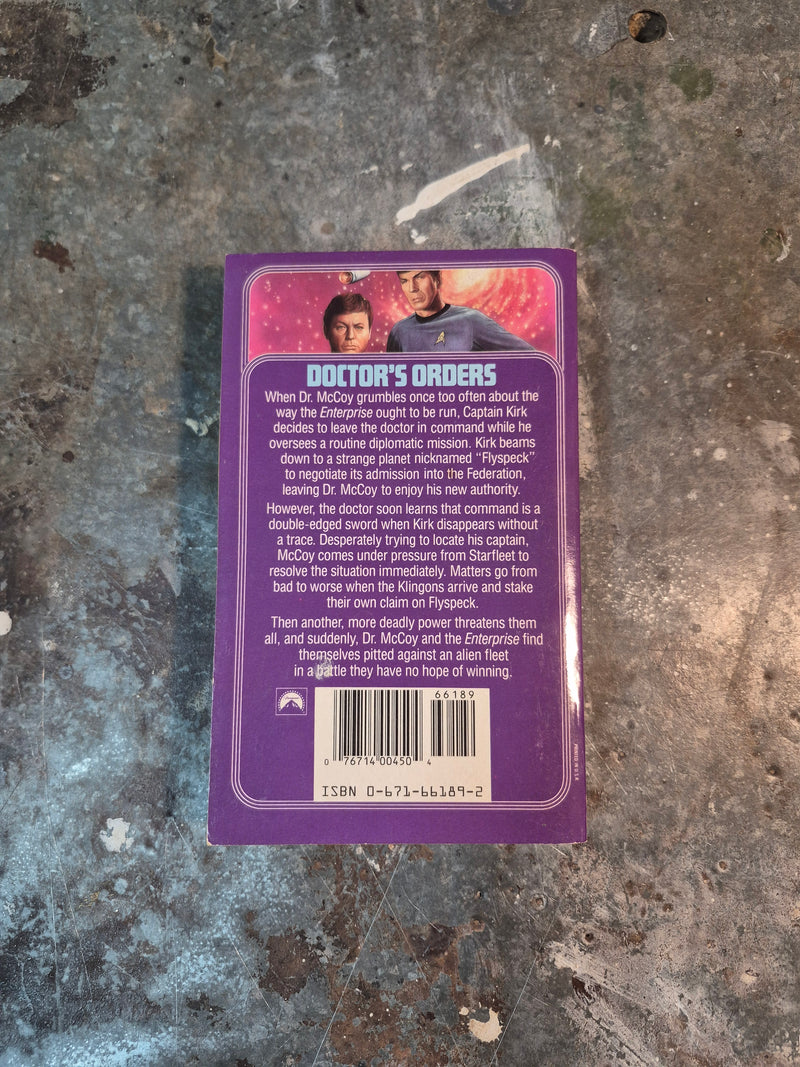 DOCTOR'S ORDERS
When Dr. McCoy grumbles once too often about the
way the Enterprise ought to be run, Captain Kirk
decides to leave the doctor in command while he
oversees a routine diplomatic mission. Kirk beams
down to a strange planet nicknamed "Flyspeck"
to negotiate its admission into the Federation,
leaving Dr. McCoy to enjoy his new authority.
However, the doctor soon learns that command is a
double-edged sword when Kirk disappears without
a trace. Desperately trying to locate his captain,
McCoy comes under pressure from Starfleet to
resolve the situation immediately. Matters go from
bad to worse when the Klingons arrive and stake
their own claim on Flyspeck.
Then another, more deadly power threatens them
all, and suddenly, Dr. McCoy and the Enterprise find
themselves pitted against an alien fleet
in a battle they have no hope of winning.
66189
0 76714 00450 4
ISBN 0-671-66189-2
PRINTED IN U.S.A.